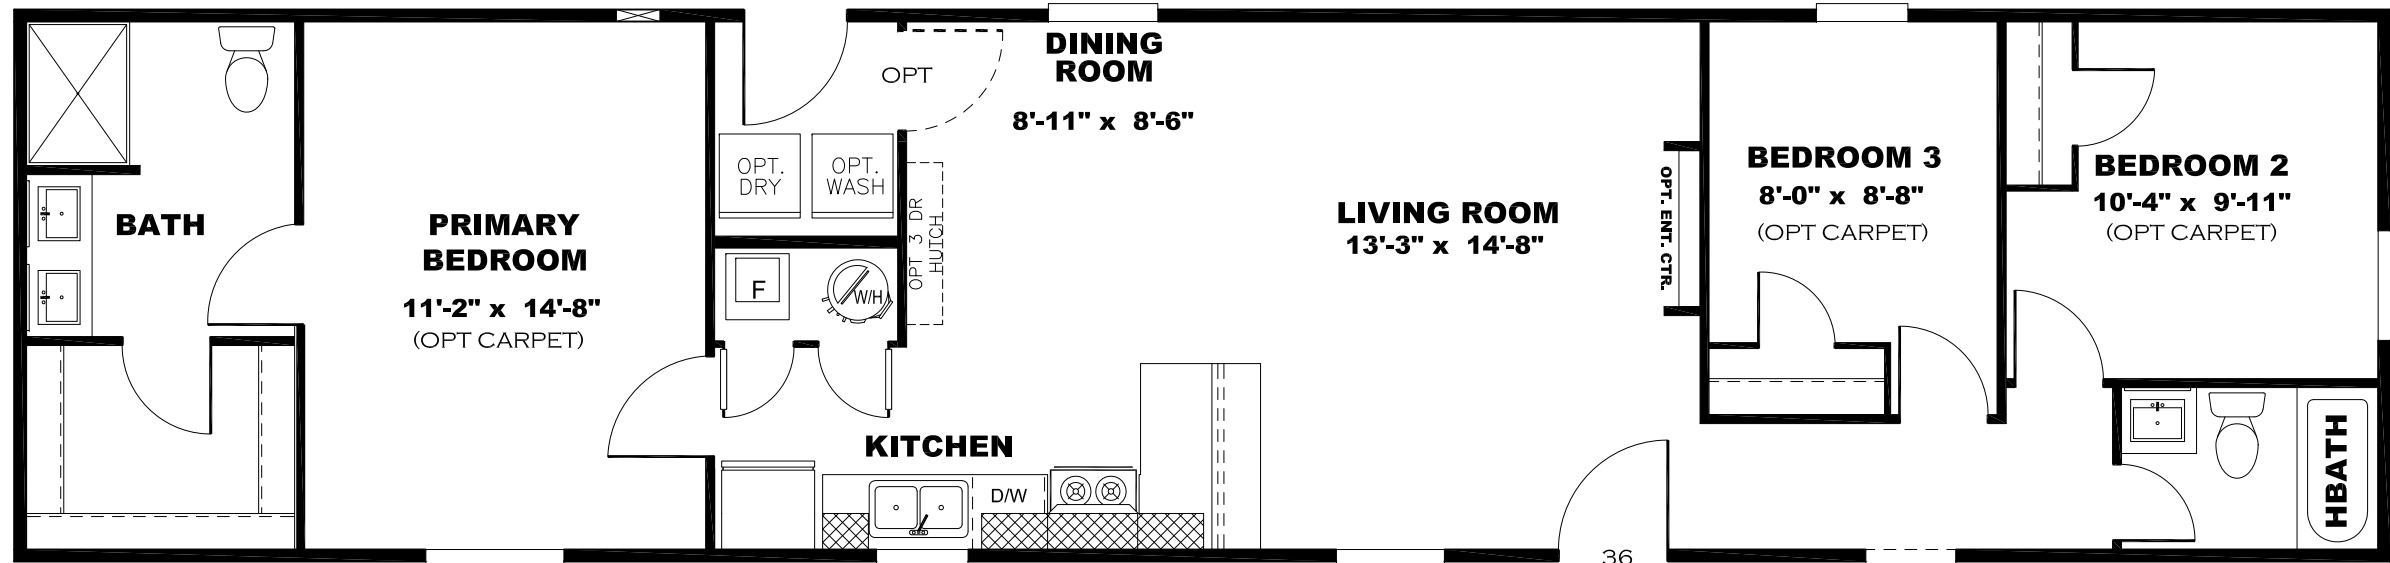 BATH
PRIMARY
BEDROOM
11'-2" x 14'-8"
(OPT CARPET)
OPT.
DRY
OPT.
WASH
OPT
F
W/H
OPT 3 DR
HUICH
DINING
ROOM
8'-11" x 8'-6"
KITCHEN
D/W
LIVING ROOM
13'-3" x 14'-8"
OPT. ENT. CTR.
36
BEDROOM 3
8'-0" x 8'-8"
(OPT CARPET)
BEDROOM 2
10'-4" x 9'-11"
(OPT CARPET)
HBATH